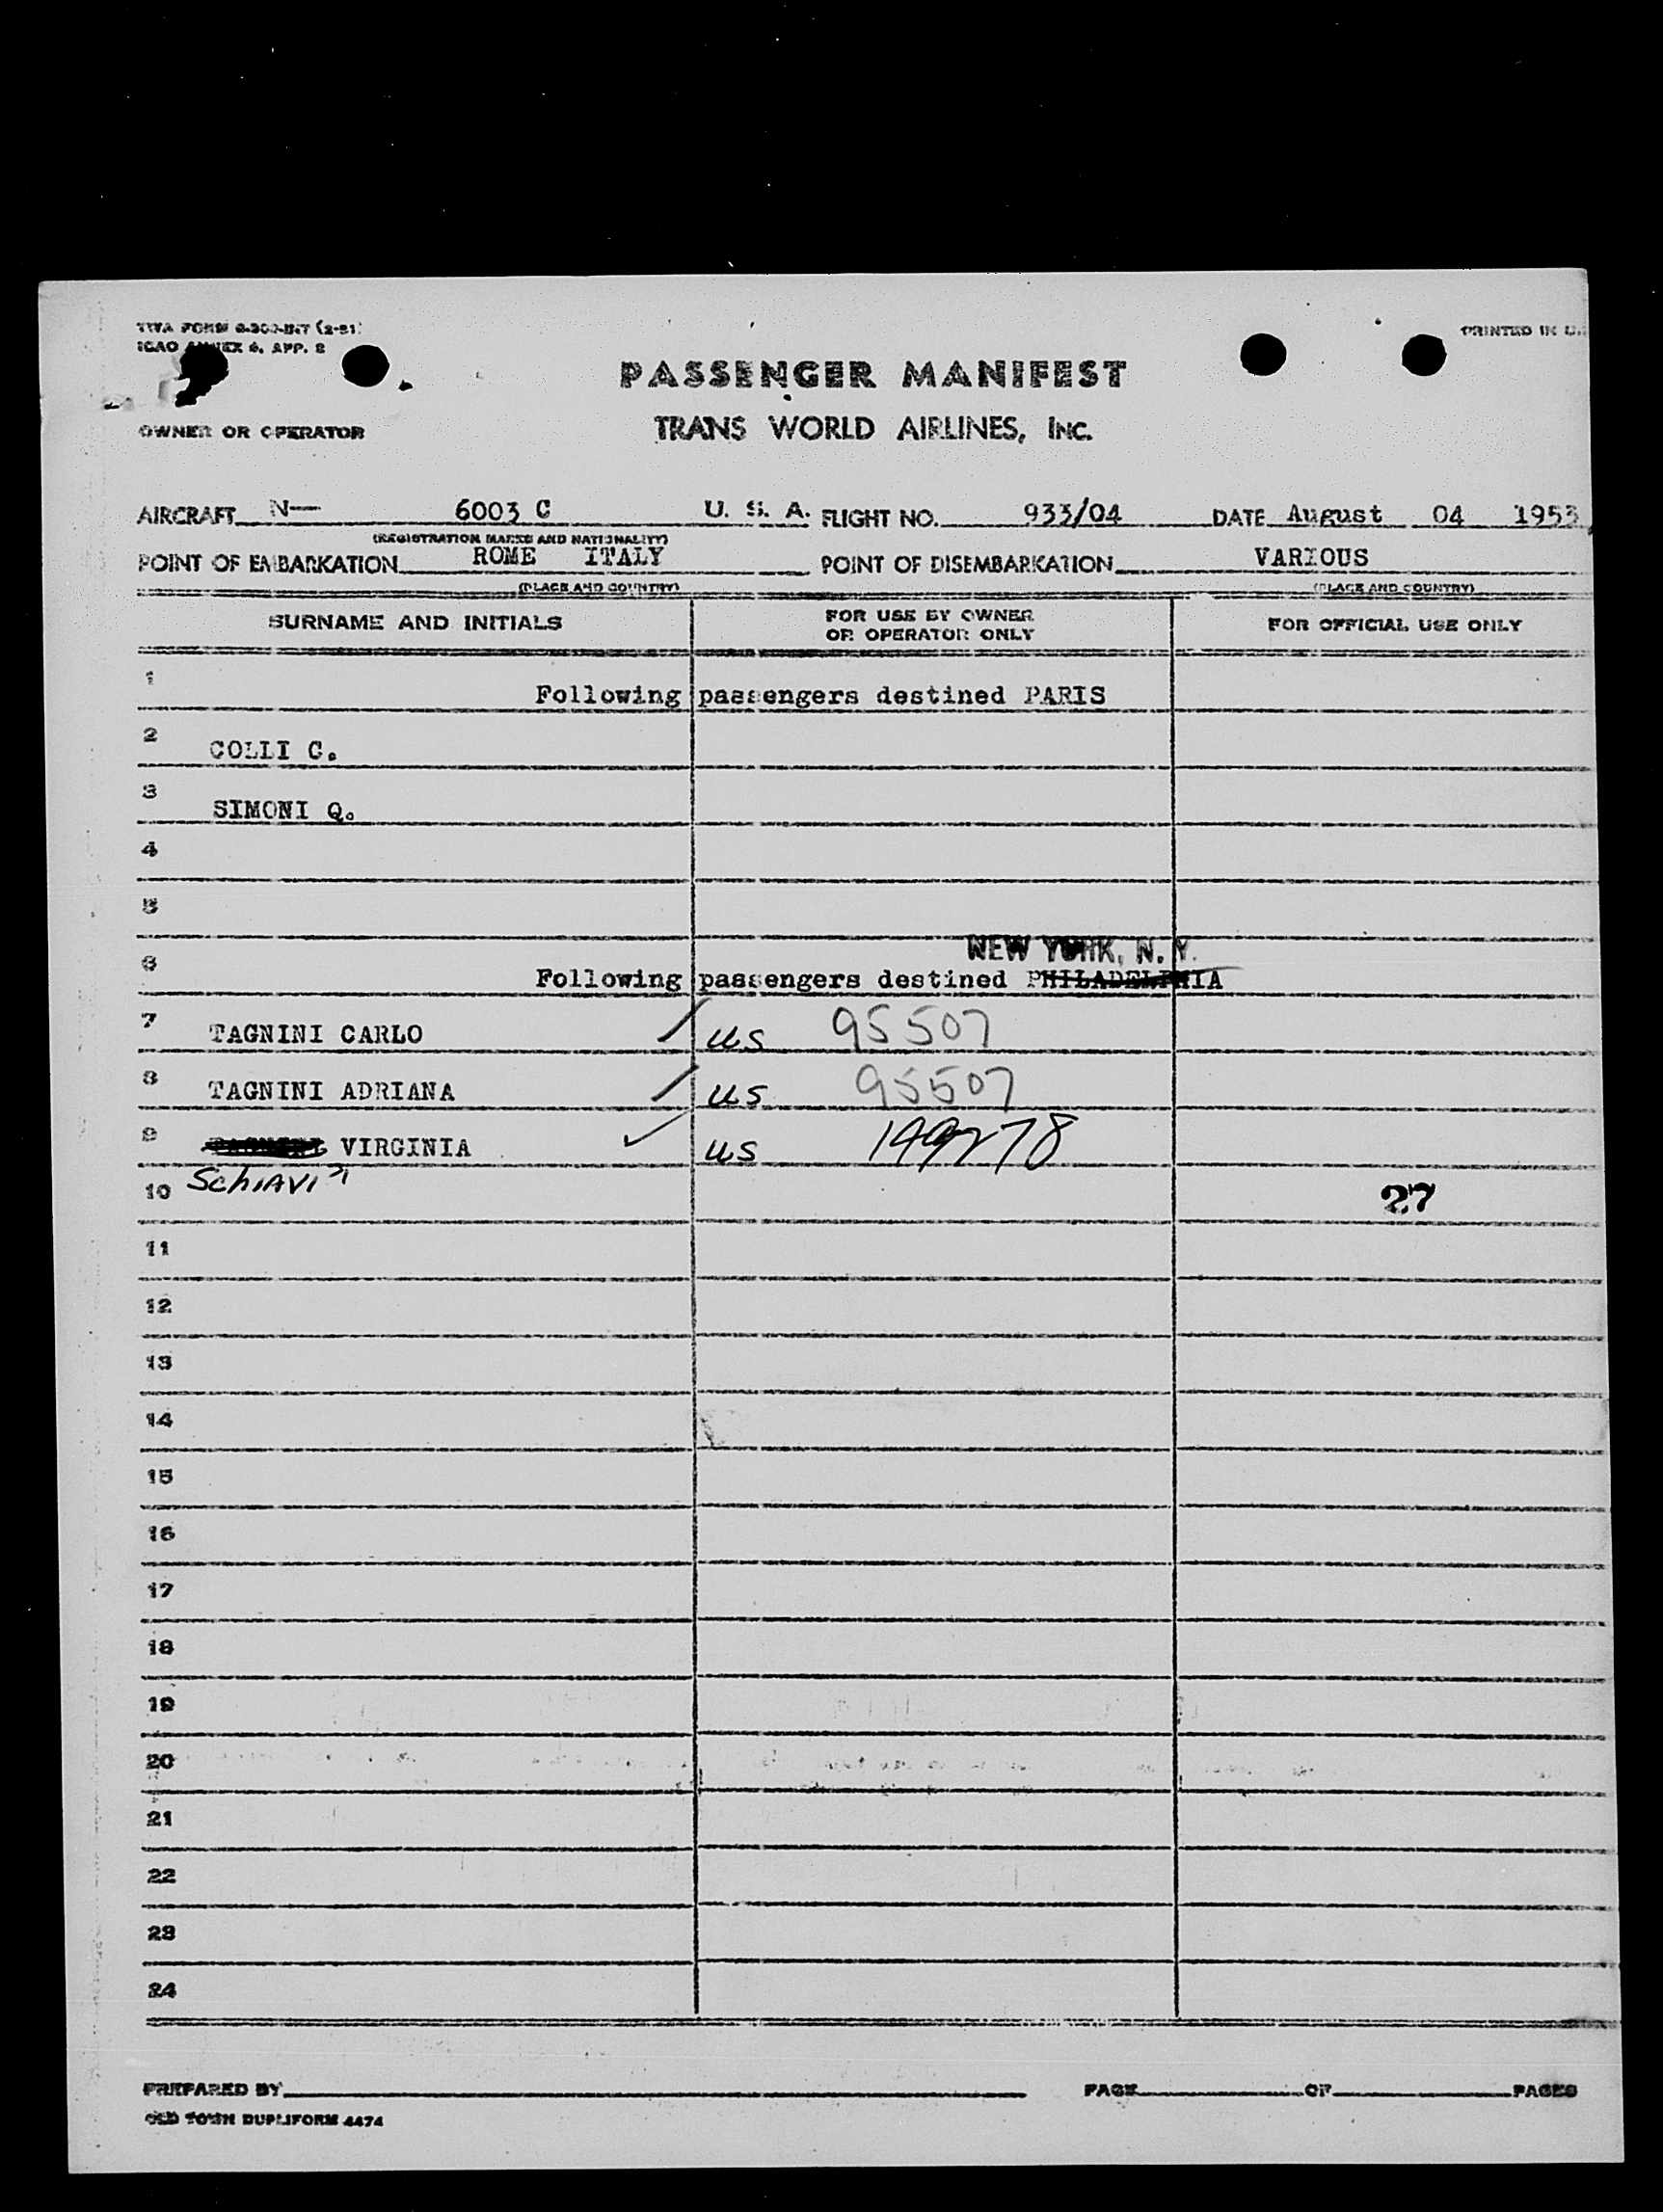 TWA FORM 6-300-INT (2-51)
ICAO ANNEX 6, APP. 2
PRINTED IN
PASSENGER MANIFEST
OWNER OR OPERATOR TRANS WORLD AIRLINES, INC.
AIRCRAFT N— 6003 C U. S. A. FLIGHT NO. 933/04 DATE August 04 1953
(REGISTRATION MARKS AND NATIONALITY)
POINT OF EMBARKATION ROME ITALY POINT OF DISEMBARKATION VARIOUS
(PLACE AND COUNTRY) (PLACE AND COUNTRY)
SURNAME AND INITIALS FOR USE BY OWNER OR OPERATOR ONLY FOR OFFICIAL USE ONLY
1 Following passengers destined PARIS
2 COLLI C.
3 SIMONI Q.
4
5
NEW YORK, N. Y.
6 Following passengers destined PHILADELPHIA
7 TAGNINI CARLO us 95507
8 TAGNINI ADRIANA us 95507
9 VIRGINIA us
10 SchiAVi 27
11
12
13
14
15
16
17
18
19
20
21
22
23
24
PREPARED BY PAGE OF PAGES
OLD TOWN DUPLIFORM 4474